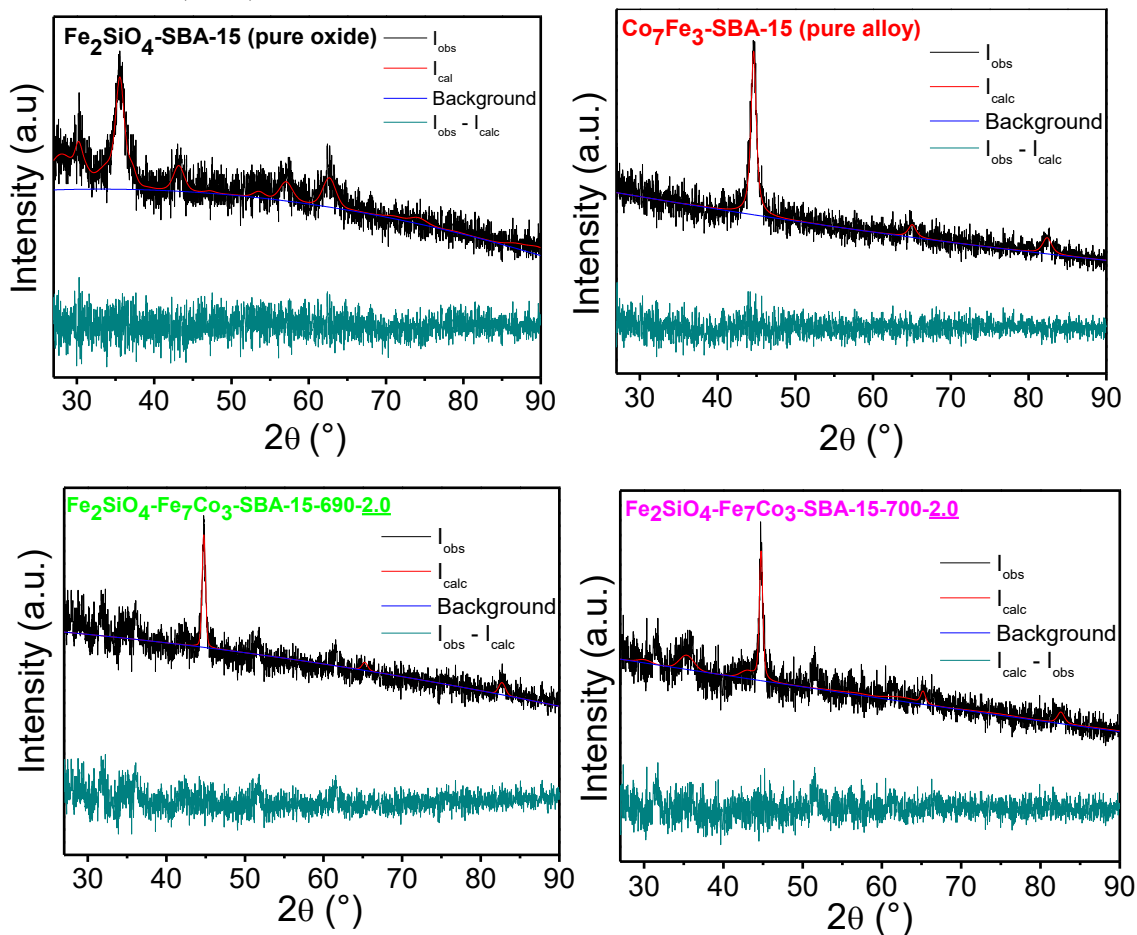 Fe2SiO4-SBA-15 (pure oxide)
Iobs
Ical
Background
Iobs - Icalc
Intensity (a.u)
30 40 50 60 70 80 90
2θ (°)
Co7Fe3-SBA-15 (pure alloy)
Iobs
Icalc
Background
Iobs - Icalc
Intensity (a.u.)
30 40 50 60 70 80 90
2θ (°)
Fe2SiO4-Fe7Co3-SBA-15-690-2.0
Iobs
Icalc
Background
Iobs - Icalc
Intensity (a.u.)
30 40 50 60 70 80 90
2θ (°)
Fe2SiO4-Fe7Co3-SBA-15-700-2.0
Iobs
Icalc
Background
Icalc - Iobs
Intensity (a.u.)
30 40 50 60 70 80 90
2θ (°)